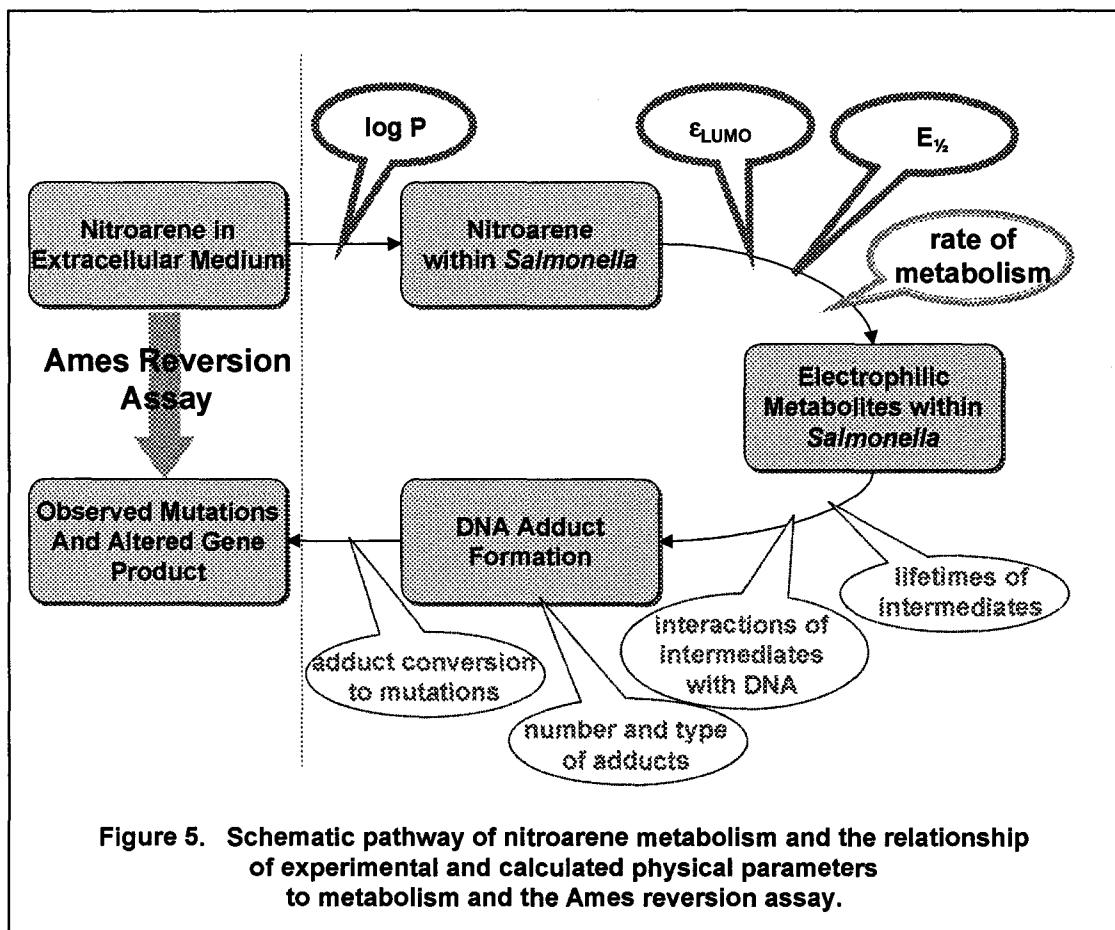 log P
ε_LUMO
E_½
Nitroarene in
Extracellular Medium
Nitroarene
within Salmonella
rate of
metabolism
Ames Reversion
Assay
Electrophilic
Metabolites within
Salmonella
Observed Mutations
And Altered Gene
Product
DNA Adduct
Formation
lifetimes of
intermediates
interactions of
intermediates
with DNA
adduct conversion
to mutations
number and type
of adducts
Figure 5. Schematic pathway of nitroarene metabolism and the relationship
of experimental and calculated physical parameters
to metabolism and the Ames reversion assay.